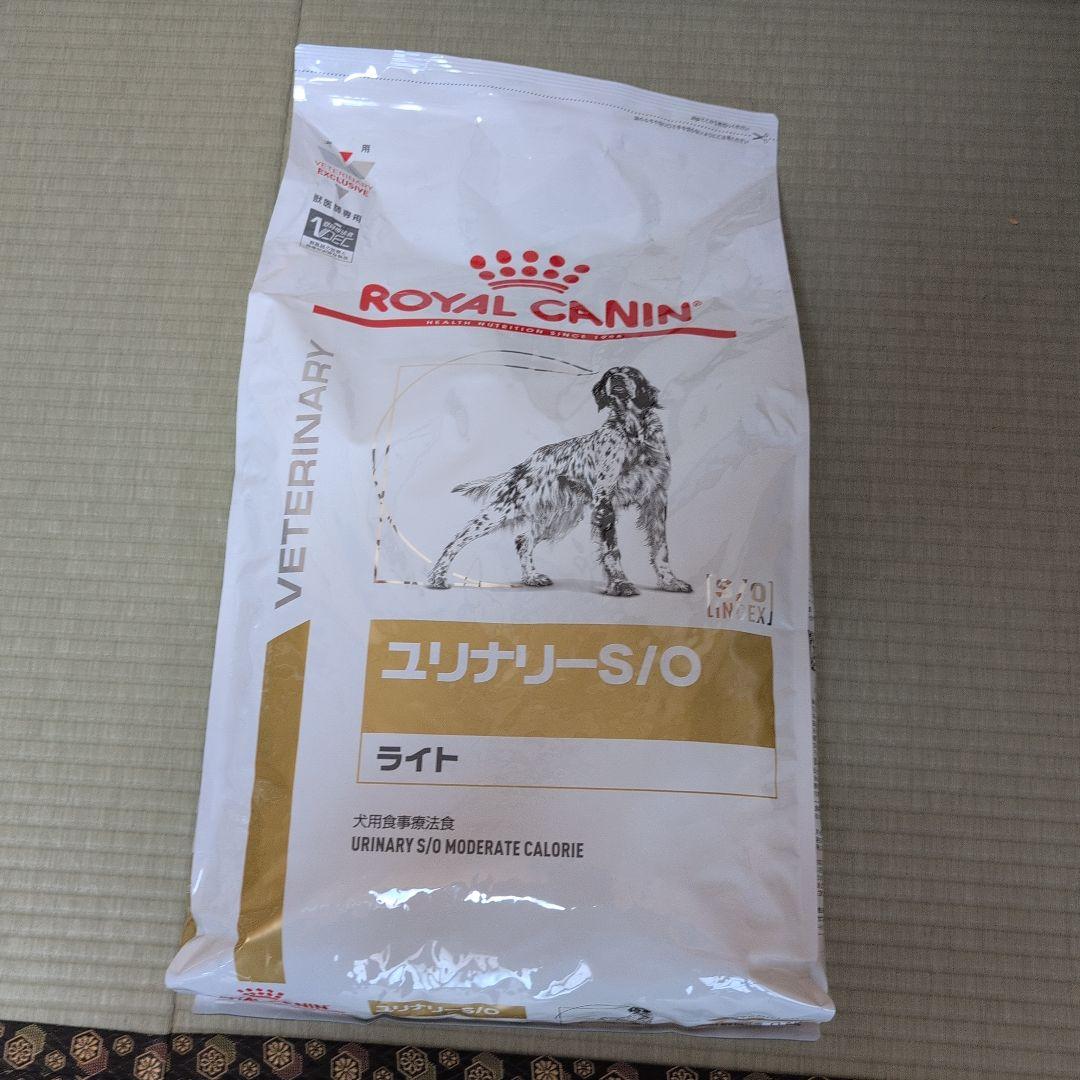 用
VETERINARY
EXCLUSIVE
獣医師専用
ROYAL CANIN
HEALTH NUTRITION SINCE 1968
VETERINARY
S/O
INDEX
ユリナリーS/O
ライト
犬用食事療法食
URINARY S/O MODERATE CALORIE
ROYAL CANIN
ユリナリーS/O